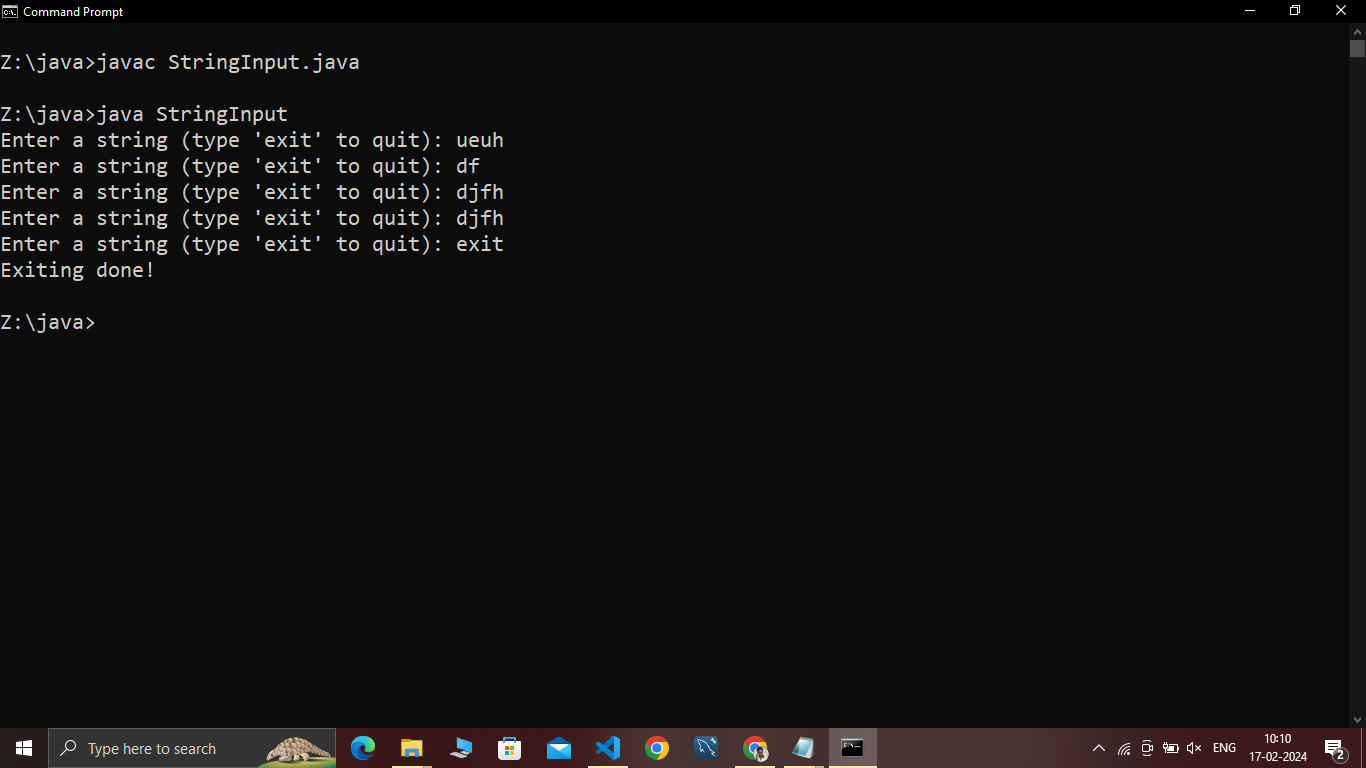 Command Prompt
Z:\java>javac StringInput.java
Z:\java>java StringInput
Enter a string (type 'exit' to quit): ueuh
Enter a string (type 'exit' to quit): df
Enter a string (type 'exit' to quit): djfh
Enter a string (type 'exit' to quit): djfh
Enter a string (type 'exit' to quit): exit
Exiting done!
Z:\java>
Type here to search
ENG
10:10
17-02-2024
2